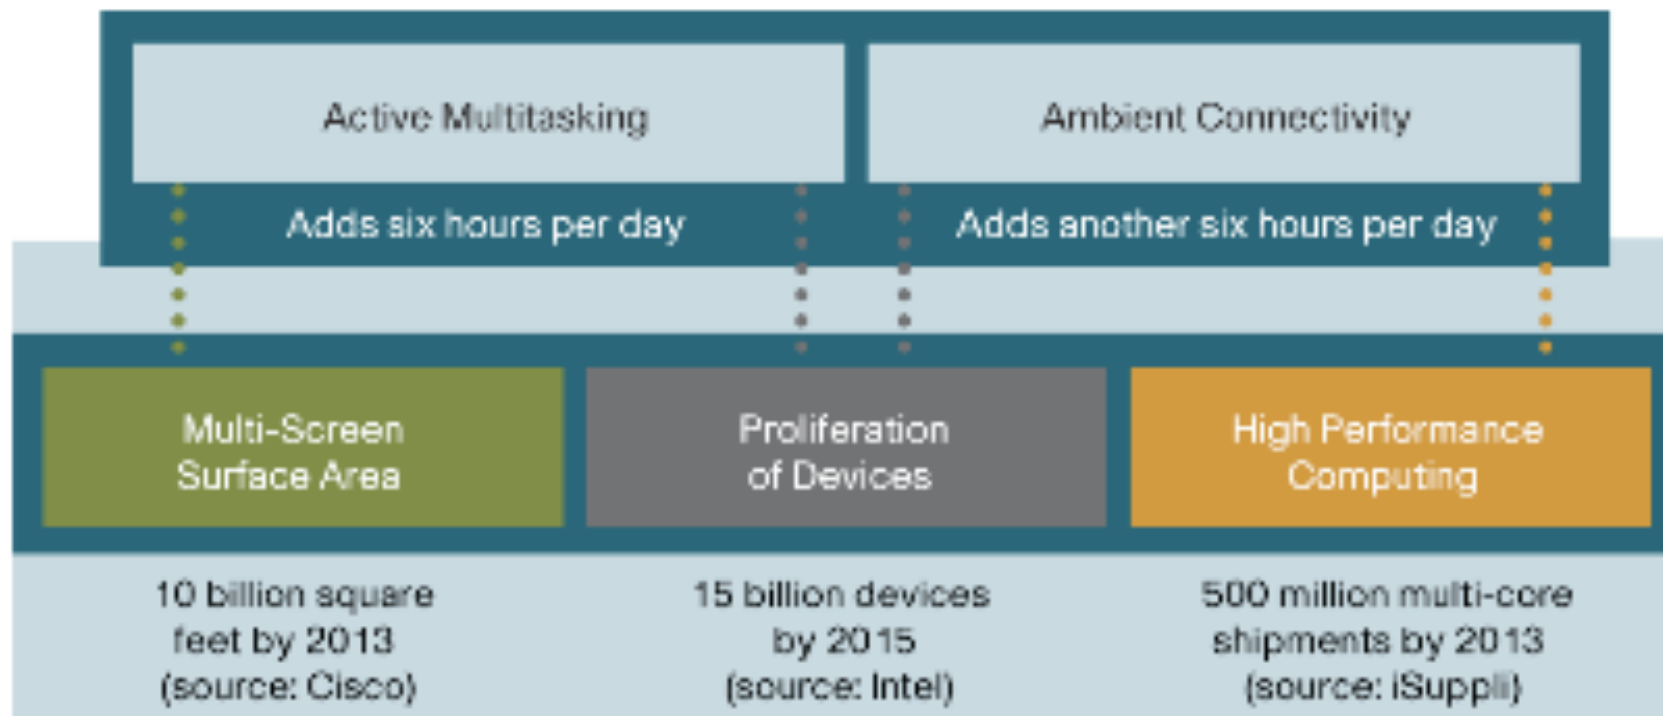 Active Multitasking
Ambient Connectivity
Adds six hours per day
Adds another six hours per day
Multi-Screen
Surface Area
Proliferation
of Devices
High Performance
Computing
10 billion square
feet by 2013
(source: Cisco)
15 billion devices
by 2015
(source: Intel)
500 million multi-core
shipments by 2013
(source: iSuppli)